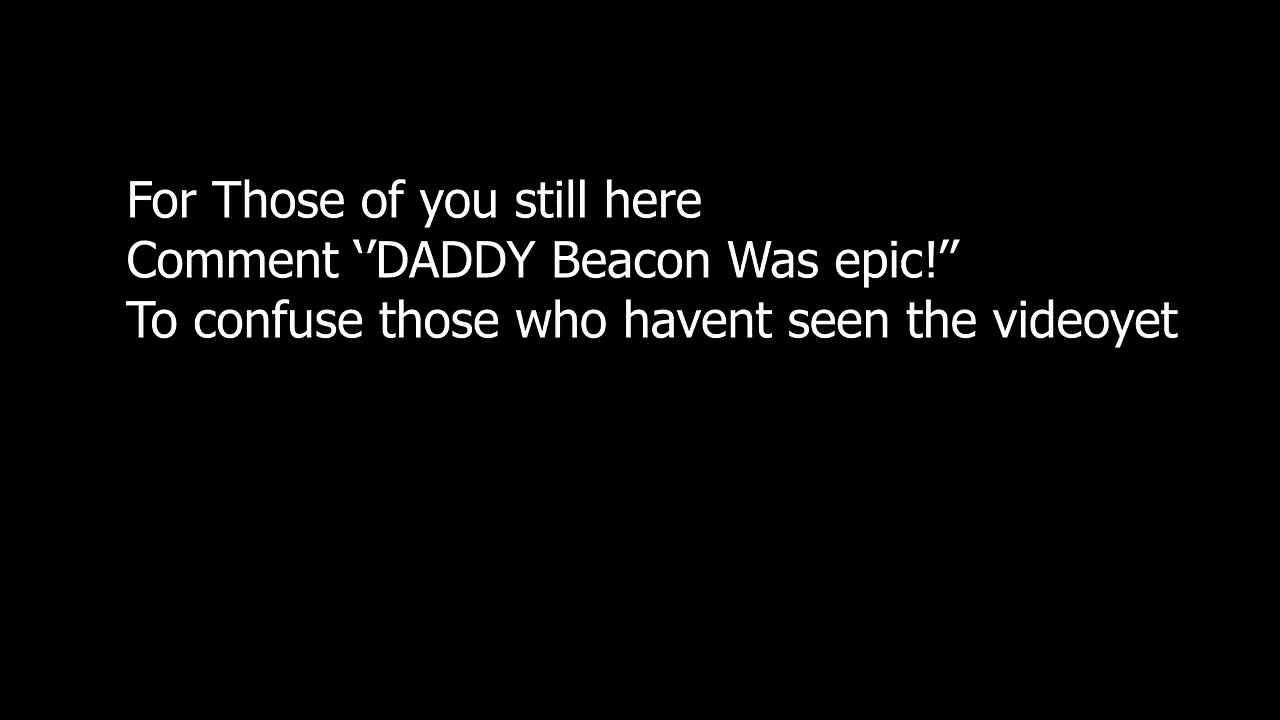 For Those of you still here
Comment ‘’DADDY Beacon Was epic!’’
To confuse those who havent seen the videoyet